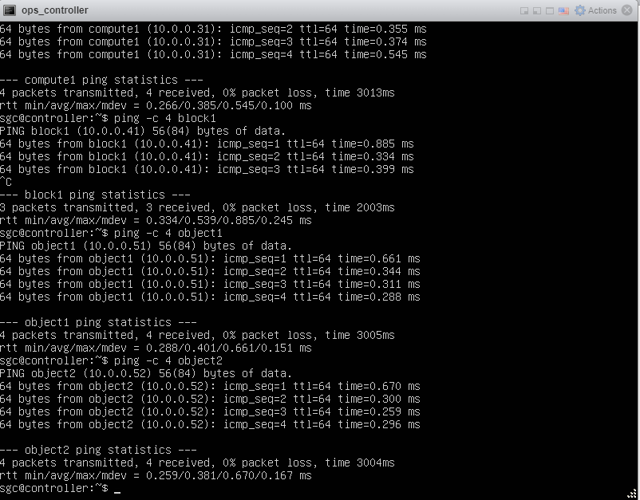 ops_controller
Actions
64 bytes from compute1 (10.0.0.31): icmp_seq=2 ttl=64 time=0.355 ms
64 bytes from compute1 (10.0.0.31): icmp_seq=3 ttl=64 time=0.374 ms
64 bytes from compute1 (10.0.0.31): icmp_seq=4 ttl=64 time=0.545 ms
--- compute1 ping statistics ---
4 packets transmitted, 4 received, 0% packet loss, time 3013ms
rtt min/avg/max/mdev = 0.266/0.385/0.545/0.100 ms
sgc@controller:~$ ping -c 4 block1
PING block1 (10.0.0.41) 56(84) bytes of data.
64 bytes from block1 (10.0.0.41): icmp_seq=1 ttl=64 time=0.885 ms
64 bytes from block1 (10.0.0.41): icmp_seq=2 ttl=64 time=0.334 ms
64 bytes from block1 (10.0.0.41): icmp_seq=3 ttl=64 time=0.399 ms
^C
--- block1 ping statistics ---
3 packets transmitted, 3 received, 0% packet loss, time 2003ms
rtt min/avg/max/mdev = 0.334/0.539/0.885/0.245 ms
sgc@controller:~$ ping -c 4 object1
PING object1 (10.0.0.51) 56(84) bytes of data.
64 bytes from object1 (10.0.0.51): icmp_seq=1 ttl=64 time=0.661 ms
64 bytes from object1 (10.0.0.51): icmp_seq=2 ttl=64 time=0.344 ms
64 bytes from object1 (10.0.0.51): icmp_seq=3 ttl=64 time=0.311 ms
64 bytes from object1 (10.0.0.51): icmp_seq=4 ttl=64 time=0.288 ms
--- object1 ping statistics ---
4 packets transmitted, 4 received, 0% packet loss, time 3005ms
rtt min/avg/max/mdev = 0.288/0.401/0.661/0.151 ms
sgc@controller:~$ ping -c 4 object2
PING object2 (10.0.0.52) 56(84) bytes of data.
64 bytes from object2 (10.0.0.52): icmp_seq=1 ttl=64 time=0.670 ms
64 bytes from object2 (10.0.0.52): icmp_seq=2 ttl=64 time=0.300 ms
64 bytes from object2 (10.0.0.52): icmp_seq=3 ttl=64 time=0.259 ms
64 bytes from object2 (10.0.0.52): icmp_seq=4 ttl=64 time=0.296 ms
--- object2 ping statistics ---
4 packets transmitted, 4 received, 0% packet loss, time 3004ms
rtt min/avg/max/mdev = 0.259/0.381/0.670/0.167 ms
sgc@controller:~$ _